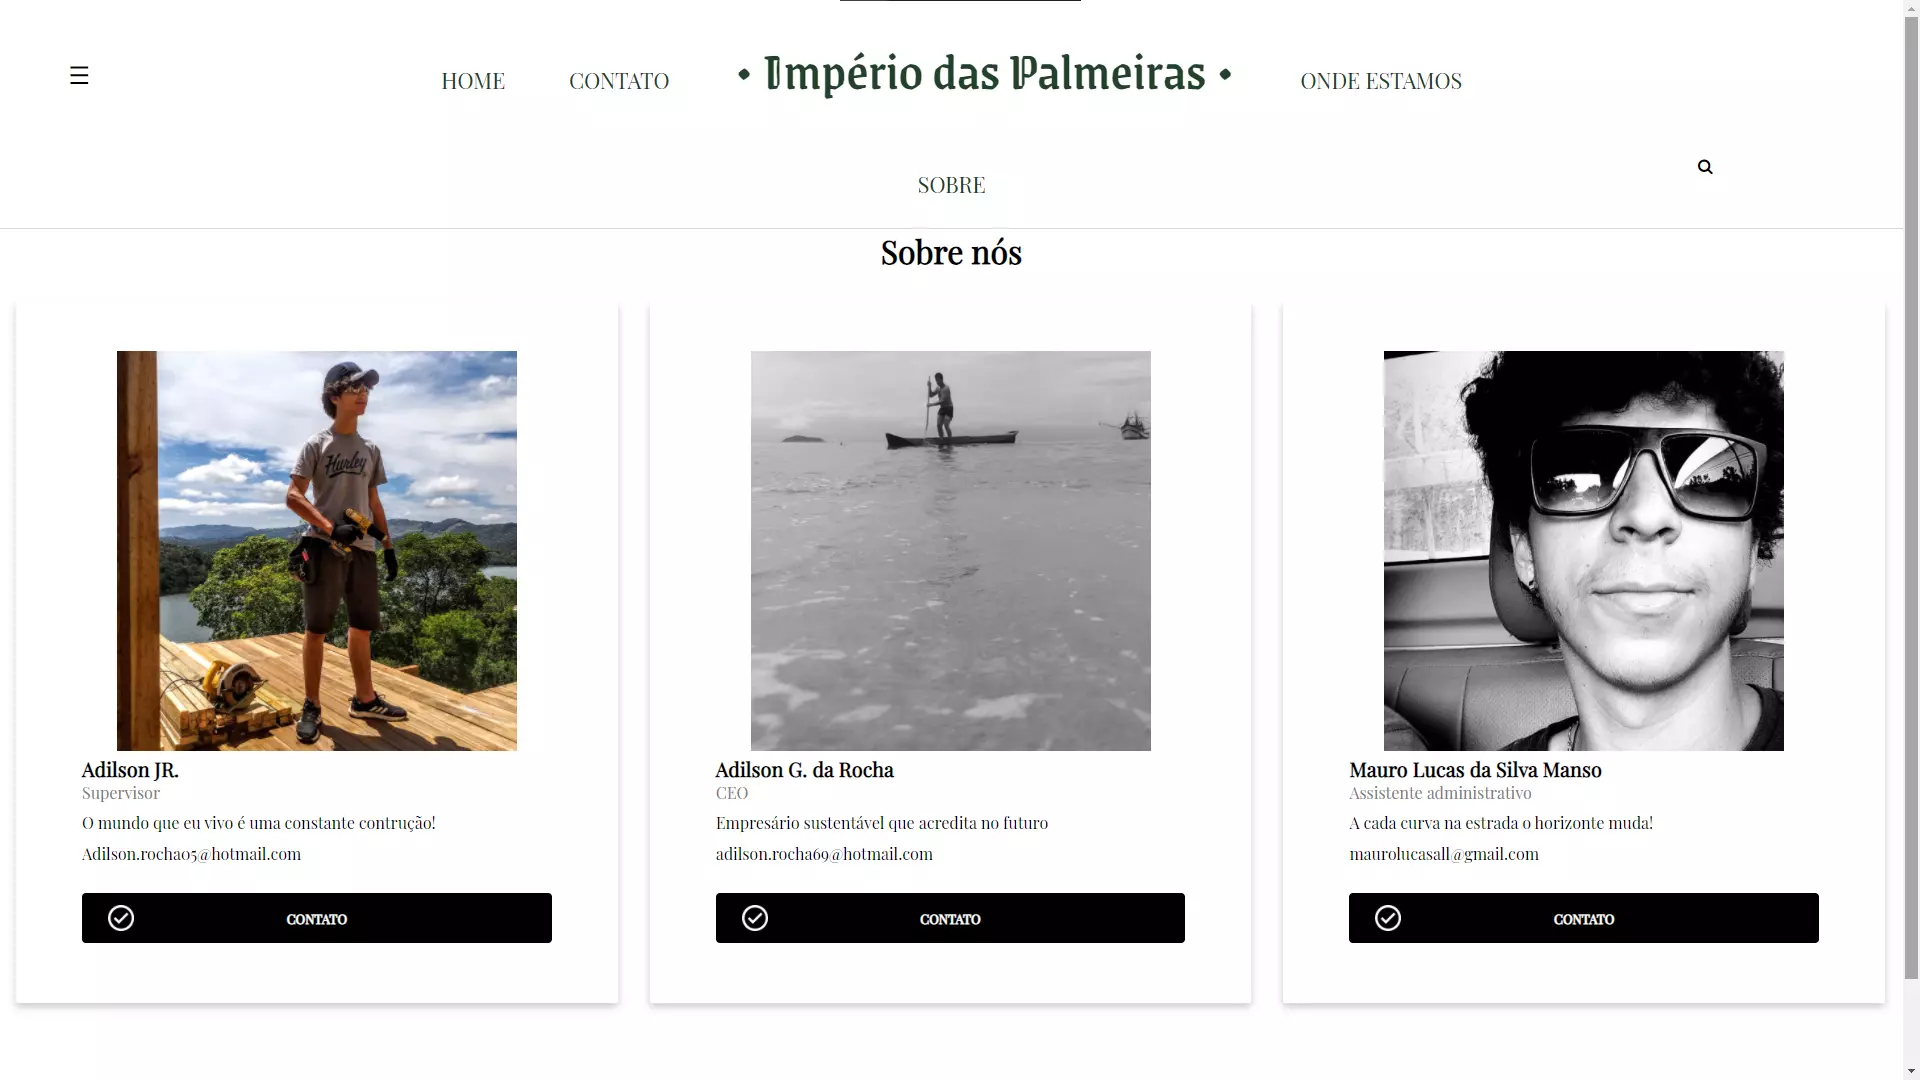 ☰
HOME
CONTATO
• Império das Palmeiras •
ONDE ESTAMOS
SOBRE
Sobre nós
Hurley
Adilson JR.
Supervisor
O mundo que eu vivo é uma constante contrução!
Adilson.rocha05@hotmail.com
CONTATO
Adilson G. da Rocha
CEO
Empresário sustentável que acredita no futuro
adilson.rocha69@hotmail.com
CONTATO
Mauro Lucas da Silva Manso
Assistente administrativo
A cada curva na estrada o horizonte muda!
maurolucasall@gmail.com
CONTATO